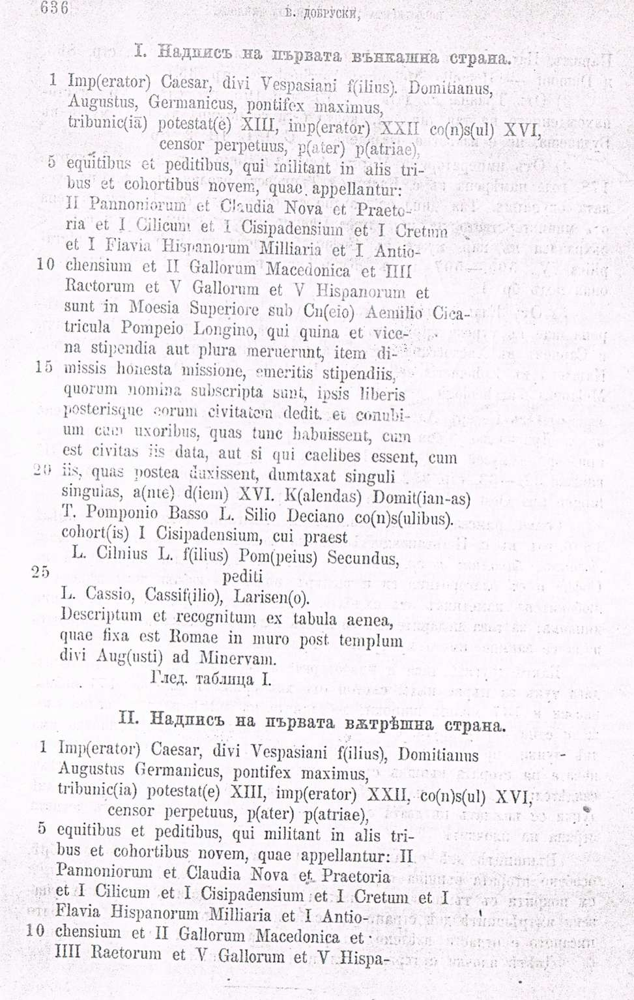 636
В. ДОБРУСКИ,
I. Надписъ на първата вънкашна страна.
1 Imp(erator) Caesar, divi Vespasiani f(ilius). Domitianus,
Augustus, Germanicus, pontifex maximus,
tribunic(ia) potestat(e) XIII, imp(erator) XXII co(n)s(ul) XVI,
censor perpetuus, p(ater) p(atriae),
5 equitibus et peditibus, qui militant in alis tri-
bus et cohortibus novem, quae appellantur:
II Pannoniorum et Claudia Nova et Praeto-
ria et I Cilicum et I Cisipadensium et I Cretum
et I Flavia Hispanorum Milliaria et I Antio-
10 chensium et II Gallorum Macedonica et IIII
Raetorum et V Gallorum et V Hispanorum et
sunt in Moesia Superiore sub Cn(eio) Aemilio Cica-
tricula Pompeio Longino, qui quina et vice-
na stipendia aut plura meruerunt, item di-
15 missis honesta missione, emeritis stipendiis,
quorum nomina subscripta sunt, ipsis liberis
posterisque eorum civitatem dedit. et conubi-
um cum uxoribus, quas tunc habuissent, cum
est civitas iis data, aut si qui caelibes essent, cum
20 iis, quas postea duxissent, dumtaxat singuli
singulas, a(nte) d(iem) XVI. K(alendas) Domit(ian-as)
T. Pomponio Basso L. Silio Deciano co(n)s(ulibus).
cohort(is) I Cisipadensium, cui praest
L. Cilnius L. f(ilius) Pom(peius) Secundus,
25 pediti
L. Cassio, Cassif(ilio), Larisen(o).
Descriptum et recognitum ex tabula aenea,
quae fixa est Romae in muro post templum
divi Aug(usti) ad Minervam.
Глед. таблица I.
II. Надписъ на първата вѫтрѣшна страна.
1 Imp(erator) Caesar, divi Vespasiani f(ilius), Domitianus
Augustus Germanicus, pontifex maximus,
tribunic(ia) potestat(e) XIII, imp(erator) XXII, co(n)s(ul) XVI,
censor perpetuus, p(ater) p(atriae),
5 equitibus et peditibus, qui militant in alis tri-
bus et cohortibus novem, quae appellantur: II
Pannoniorum et Claudia Nova et Praetoria
et I Cilicum et I Cisipadensium et I Cretum et I
Flavia Hispanorum Milliaria et I Antio-
10 chensium et II Gallorum Macedonica et
IIII Raetorum et V Gallorum et V Hispa-